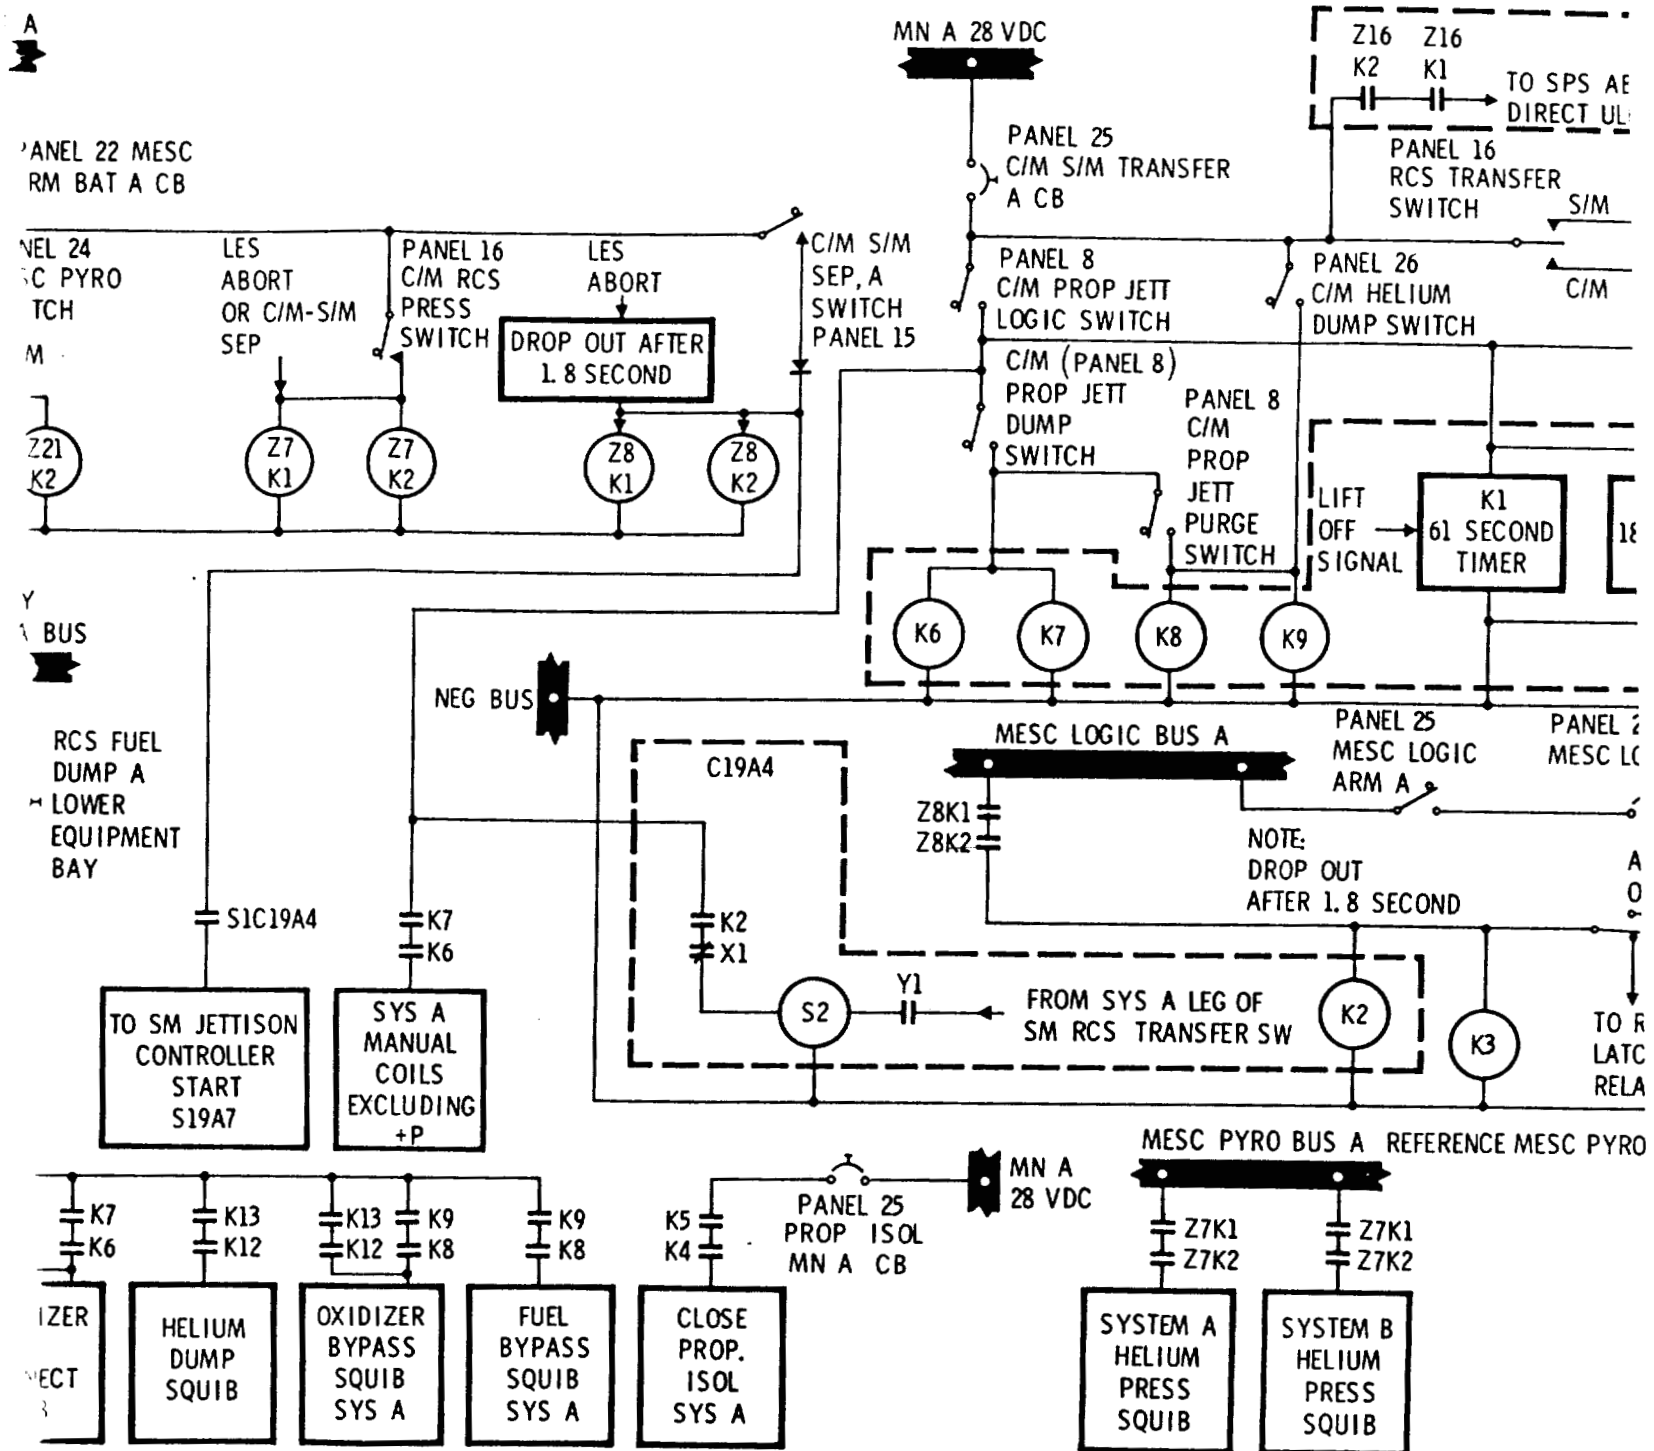 A
MN A 28 VDC
Z16 Z16
K2 K1
TO SPS
DIRECT
PANEL 25
C/M S/M TRANSFER
A CB
PANEL 16
RCS TRANSFER
SWITCH
S/M
C/M
22 MESC
BAT A CB
24
PYRO
LES
ABORT
OR C/M-S/M
SEP
PANEL 16
C/M RCS
PRESS
SWITCH
LES
ABORT
DROP OUT AFTER
1.8 SECOND
C/M S/M
SEP, A
SWITCH
PANEL 15
PANEL 8
C/M PROP JETT
LOGIC SWITCH
PANEL 26
C/M HELIUM
DUMP SWITCH
C/M (PANEL 8)
PROP JETT
DUMP
SWITCH
PANEL 8
C/M
PROP
JETT
PURGE
SWITCH
Z21
K2
Z7
K1
Z7
K2
Z8
K1
Z8
K2
LIFT
OFF
SIGNAL
K1
61 SECOND
TIMER
18
K6
K7
K8
K9
Y
BUS
NEG BUS
RCS FUEL
DUMP A
LOWER
EQUIPMENT
BAY
C19A4
MESC LOGIC BUS A
PANEL 25
MESC LOGIC
ARM A
PANEL
MESC
Z8K1
Z8K2
NOTE:
DROP OUT
AFTER 1.8 SECOND
A
O
S1C19A4
K7
K6
K2
X1
S2
Y1
FROM SYS A LEG OF
SM RCS TRANSFER SW
K2
K3
TO
TO SM JETTISON
CONTROLLER
START
S19A7
SYS A
MANUAL
COILS
EXCLUDING
+P
MESC PYRO BUS A REFERENCE MESC PYRO
MN A
28 VDC
PANEL 25
PROP ISOL
MN A CB
K7
K6
K13
K12
K13
K12
K9
K8
K9
K8
K5
K4
Z7K1
Z7K2
Z7K1
Z7K2
HELIUM
DUMP
SQUIB
OXIDIZER
BYPASS
SQUIB
SYS A
FUEL
BYPASS
SQUIB
SYS A
CLOSE
PROP.
ISOL
SYS A
SYSTEM A
HELIUM
PRESS
SQUIB
SYSTEM B
HELIUM
PRESS
SQUIB